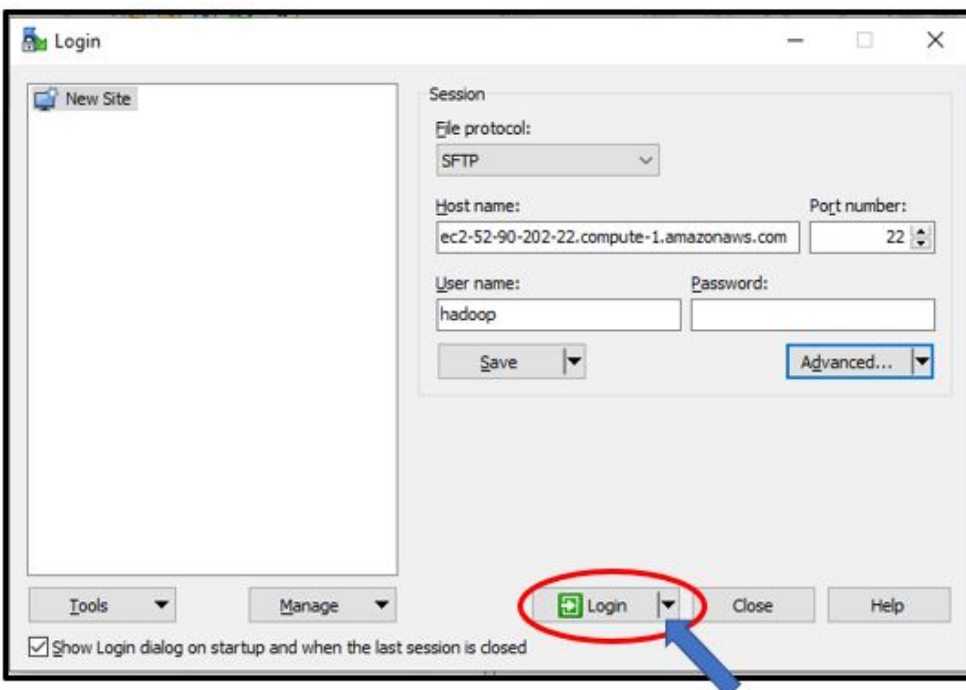 Login
New Site
Session
File protocol:
SFTP
Host name:
Port number:
ec2-52-90-202-22.compute-1.amazonaws.com
22
User name:
Password:
hadoop
Save
Advanced...
Tools
Manage
Login
Close
Help
Show Login dialog on startup and when the last session is closed